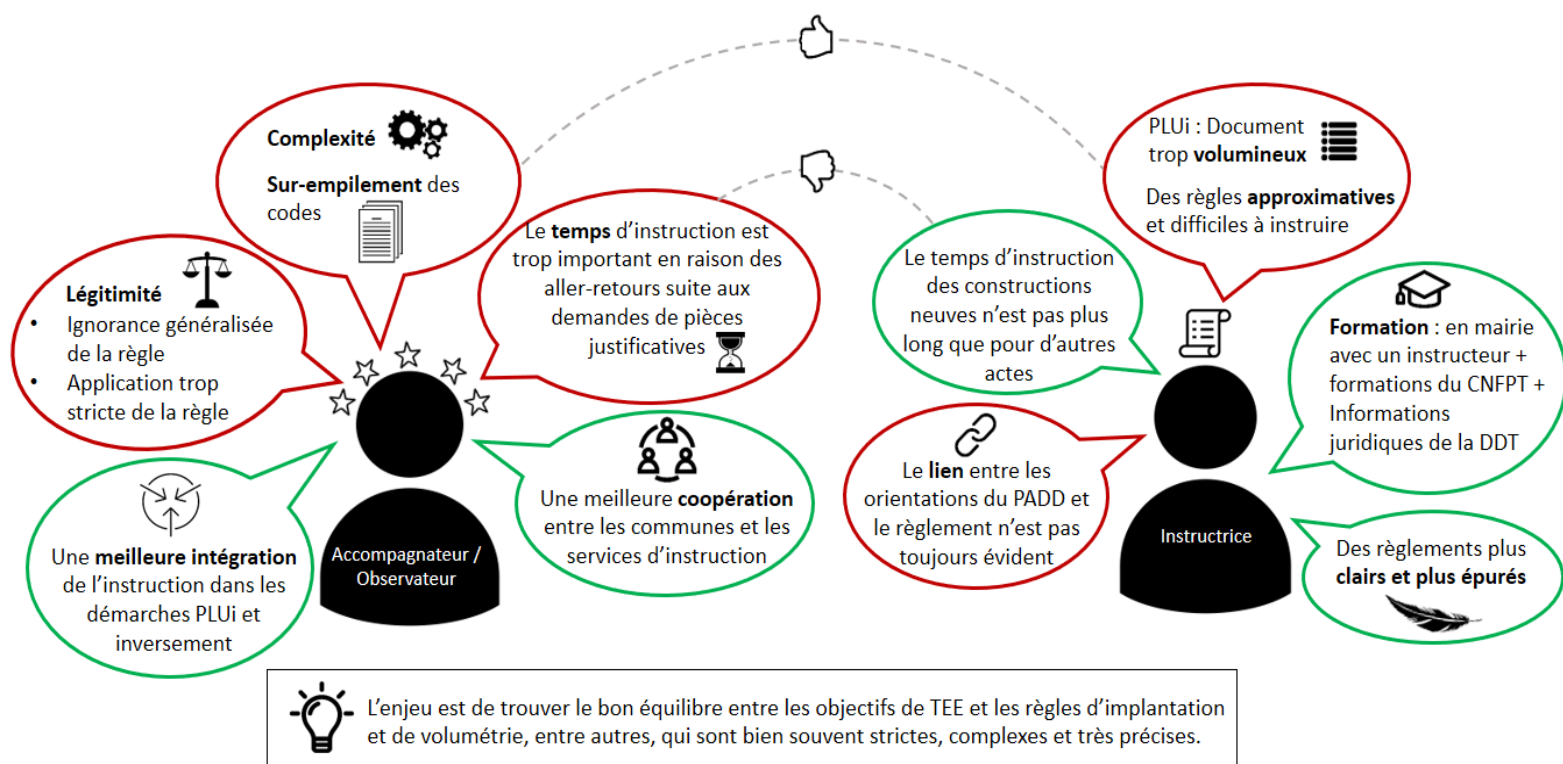 Complexité
Sur-empilement des
codes
Légitimité
• Ignorance généralisée
de la règle
• Application trop
stricte de la règle
Le temps d’instruction est
trop important en raison des
aller-retours suite aux
demandes de pièces
justificatives
Une meilleure intégration
de l’instruction dans les
démarches PLUi et
inversement
Accompagnateur /
Observateur
Une meilleure coopération
entre les communes et les
services d’instruction
PLUi : Document
trop volumineux
Des règles approximatives
et difficiles à instruire
Le temps d’instruction
des constructions
neuves n’est pas plus
long que pour d’autres
actes
Formation : en mairie
avec un instructeur +
formations du CNFPT +
Informations
juridiques de la DDT
Le lien entre les
orientations du PADD et
le règlement n’est pas
toujours évident
Instructrice
Des règlements plus
clairs et plus épurés
L’enjeu est de trouver le bon équilibre entre les objectifs de TEE et les règles d’implantation
et de volumétrie, entre autres, qui sont bien souvent strictes, complexes et très précises.